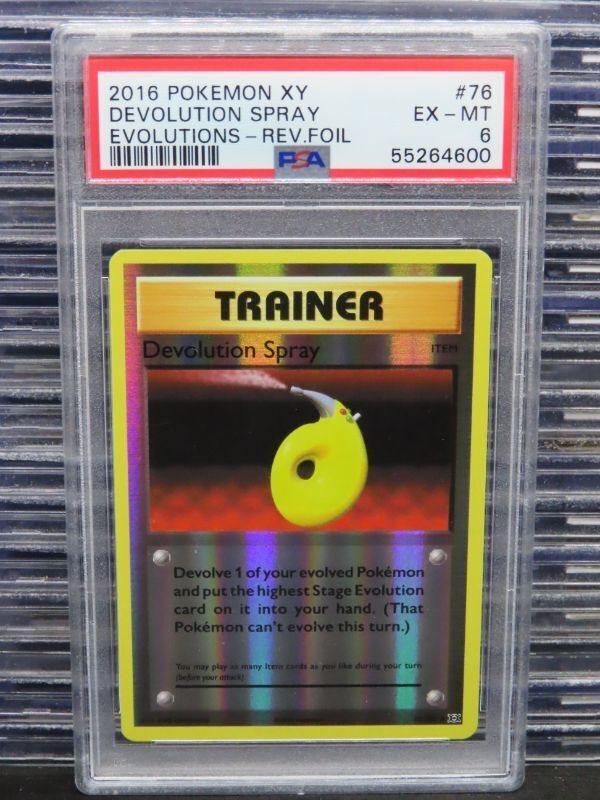 2016 POKEMON XY #76
DEVOLUTION SPRAY EX - MT
EVOLUTIONS - REV.FOIL 6
PSA 55264600
TRAINER
Devolution Spray ITEM
Devolve 1 of your evolved Pokémon
and put the highest Stage Evolution
card on it into your hand. (That
Pokémon can't evolve this turn.)
You may play as many Item cards as you like during your turn
(before your attack).